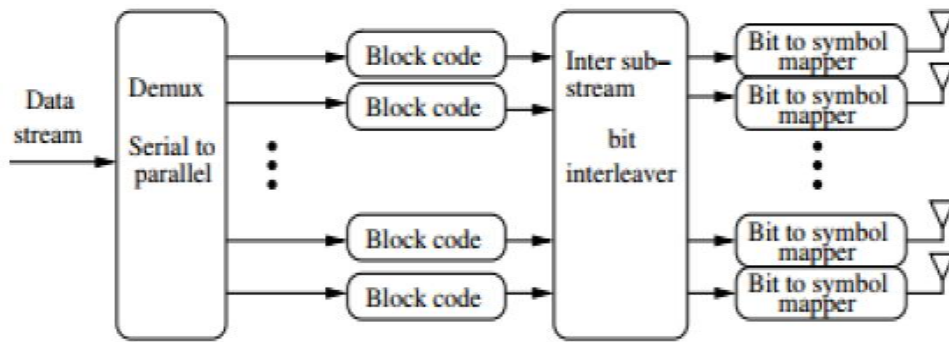 Data
stream
Demux
Serial to
parallel
Block code
Block code
Block code
Block code
Inter sub-
stream
bit
interleaver
Bit to symbol
mapper
Bit to symbol
mapper
Bit to symbol
mapper
Bit to symbol
mapper